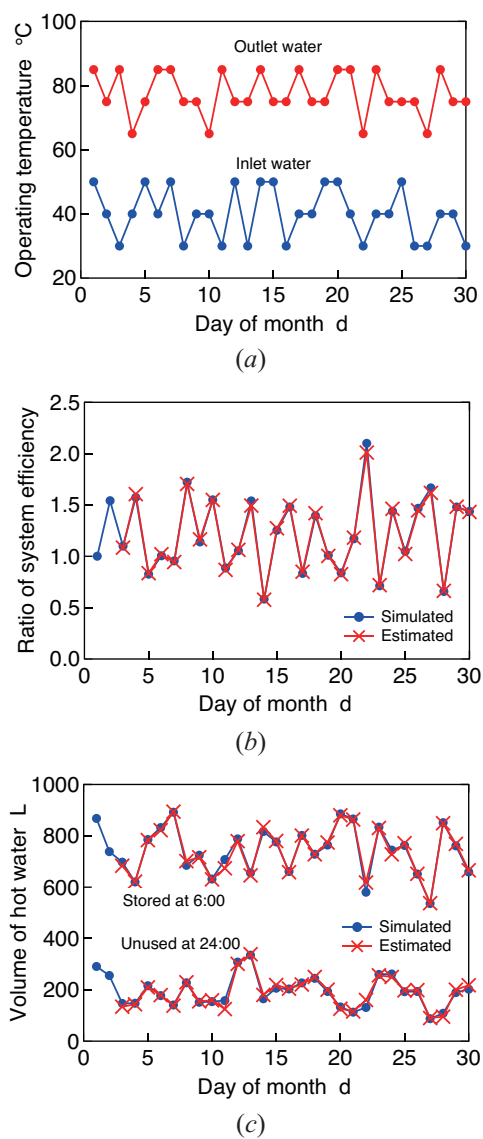 Operating temperature °C
100
80
60
40
20
Outlet water
Inlet water
0 5 10 15 20 25 30
Day of month d
(a)
Ratio of system efficiency
2.5
2.0
1.5
1.0
0.5
0.0
Simulated
Estimated
0 5 10 15 20 25 30
Day of month d
(b)
Volume of hot water L
1000
800
600
400
200
0
Stored at 6:00
Unused at 24:00
Simulated
Estimated
0 5 10 15 20 25 30
Day of month d
(c)